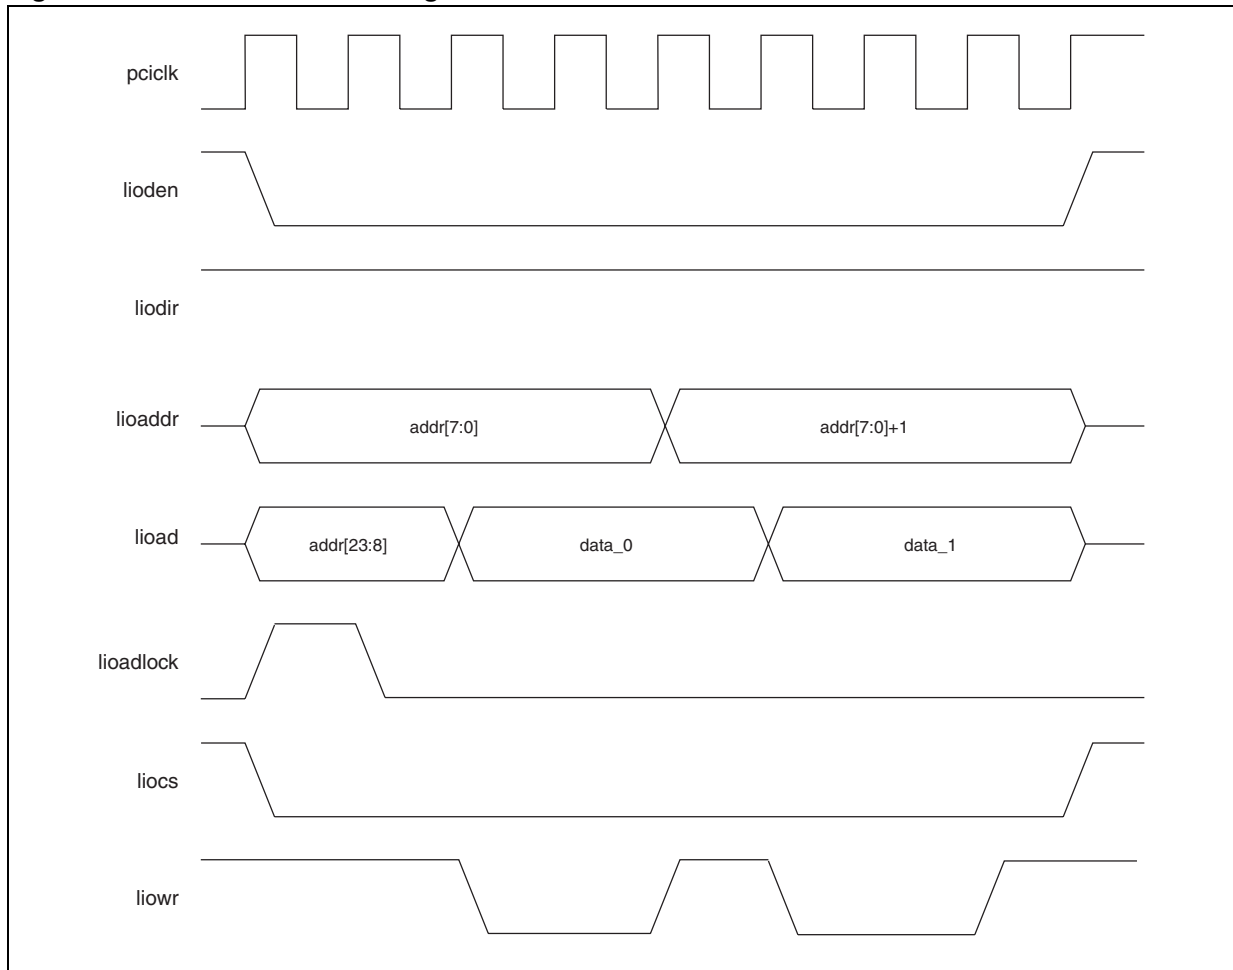 pciclk
lioden
liodir
lioaddr
addr[7:0]
addr[7:0]+1
lioad
addr[23:8]
data_0
data_1
lioadlock
liocs
liowr